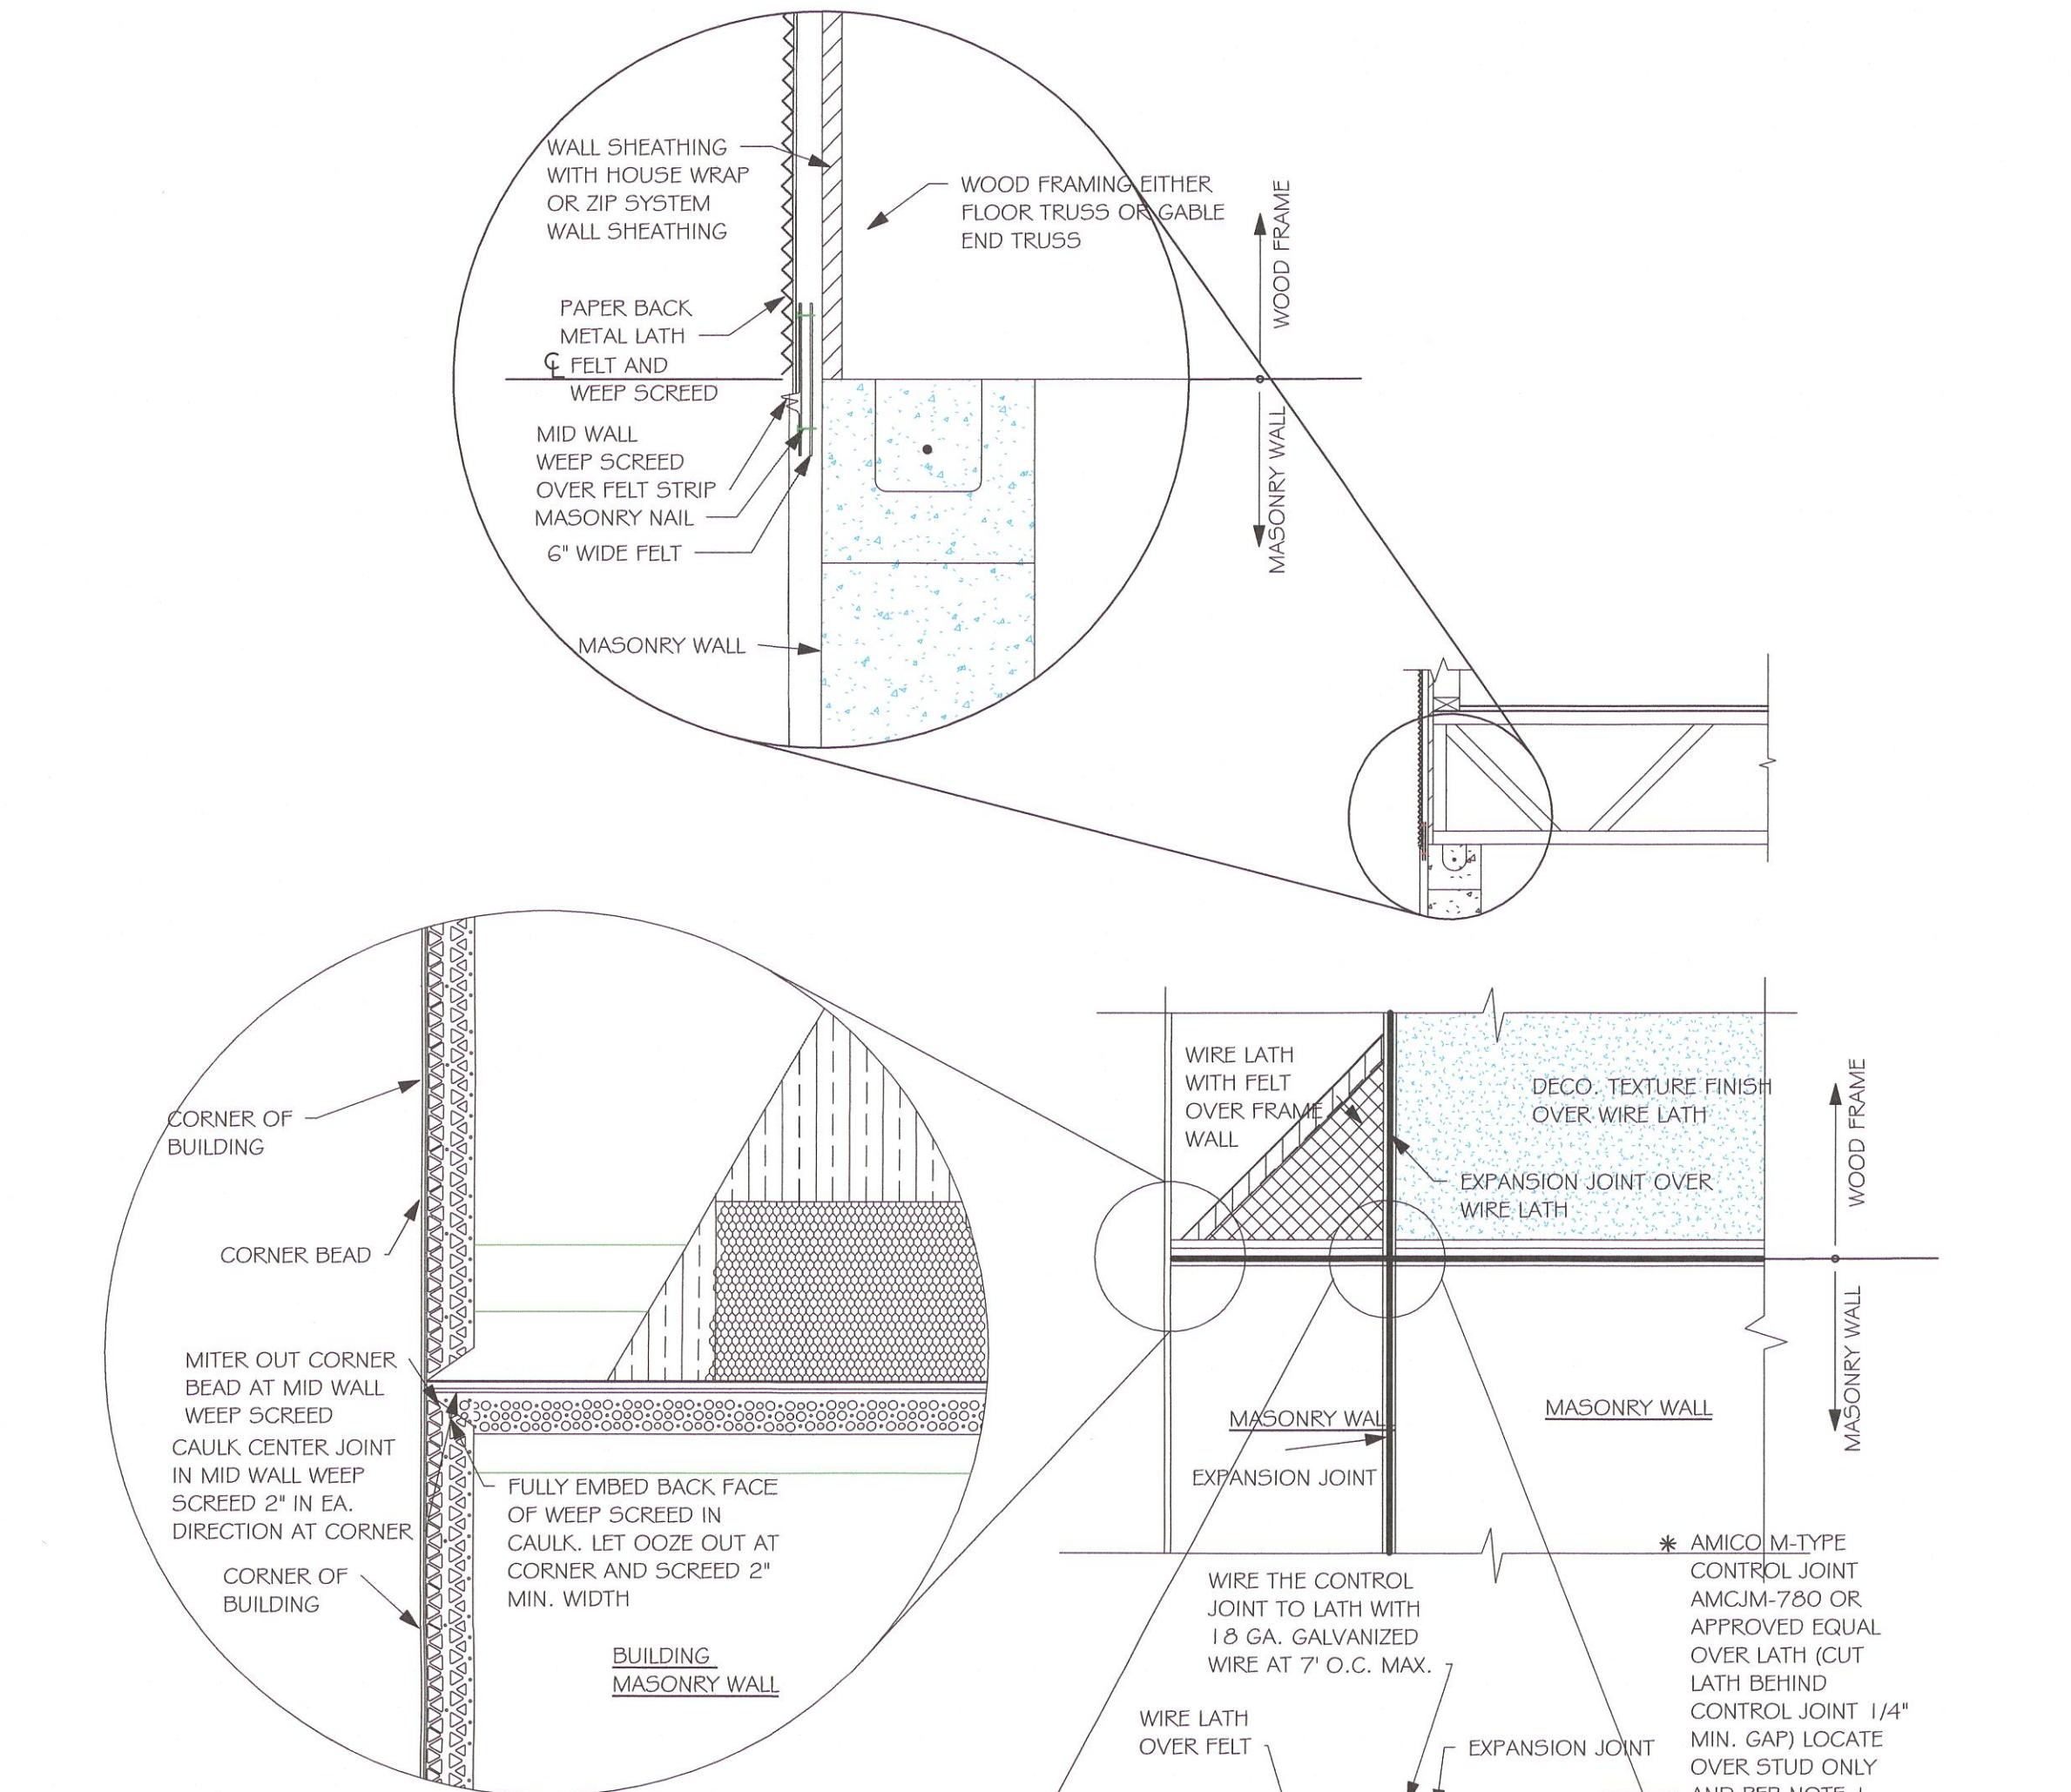 WALL SHEATHING
WITH HOUSE WRAP
OR ZIP SYSTEM
WALL SHEATHING
WOOD FRAMING EITHER
FLOOR TRUSS OR GABLE
END TRUSS
WOOD FRAME
PAPER BACK
METAL LATH
℄ FELT AND
WEEP SCREED
MID WALL
WEEP SCREED
OVER FELT STRIP
MASONRY NAIL
6" WIDE FELT
MASONRY WALL
MASONRY WALL
CORNER OF
BUILDING
CORNER BEAD
MITER OUT CORNER
BEAD AT MID WALL
WEEP SCREED
CAULK CENTER JOINT
IN MID WALL WEEP
SCREED 2" IN EA.
DIRECTION AT CORNER
CORNER OF
BUILDING
FULLY EMBED BACK FACE
OF WEEP SCREED IN
CAULK. LET OOZE OUT AT
CORNER AND SCREED 2"
MIN. WIDTH
BUILDING
MASONRY WALL
WIRE LATH
WITH FELT
OVER FRAME
WALL
DECO. TEXTURE FINISH
OVER WIRE LATH
EXPANSION JOINT OVER
WIRE LATH
WOOD FRAME
MASONRY WALL
MASONRY WALL
MASONRY WALL
EXPANSION JOINT
WIRE THE CONTROL
JOINT TO LATH WITH
18 GA. GALVANIZED
WIRE AT 7' O.C. MAX.
WIRE LATH
OVER FELT
EXPANSION JOINT
* AMICO M-TYPE
CONTROL JOINT
AMCJM-780 OR
APPROVED EQUAL
OVER LATH (CUT
LATH BEHIND
CONTROL JOINT 1/4"
MIN. GAP) LOCATE
OVER STUD ONLY
AND PER NOTE